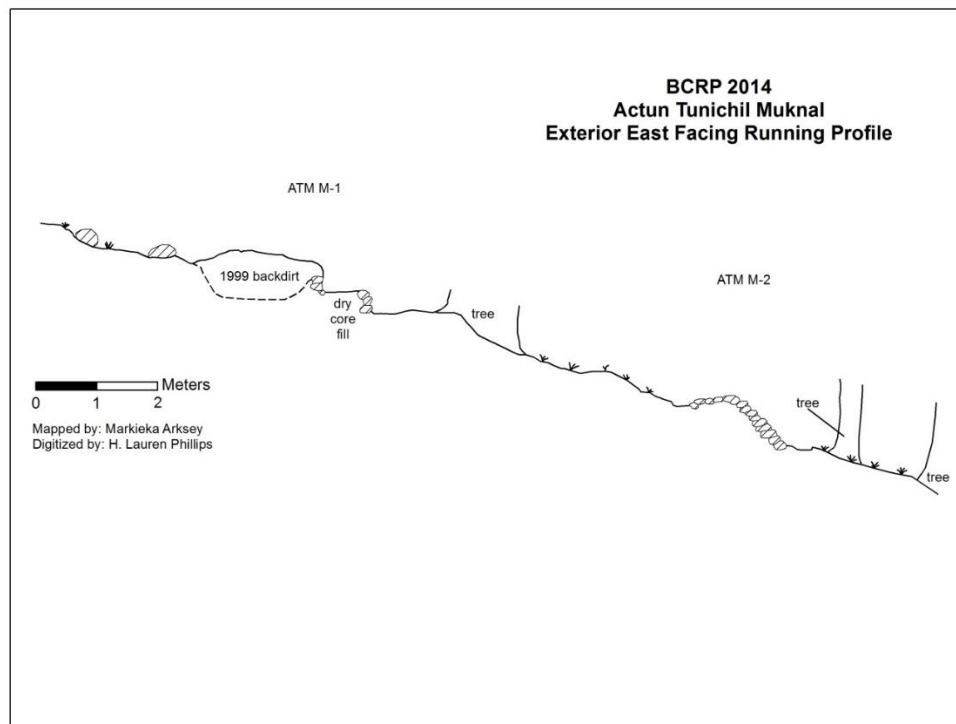 BCRP 2014
Actun Tunichil Muknal
Exterior East Facing Running Profile
ATM M-1
ATM M-2
1999 backdirt
dry
core
fill
tree
tree
tree
Meters
0 1 2
Mapped by: Markieka Arksey
Digitized by: H. Lauren Phillips